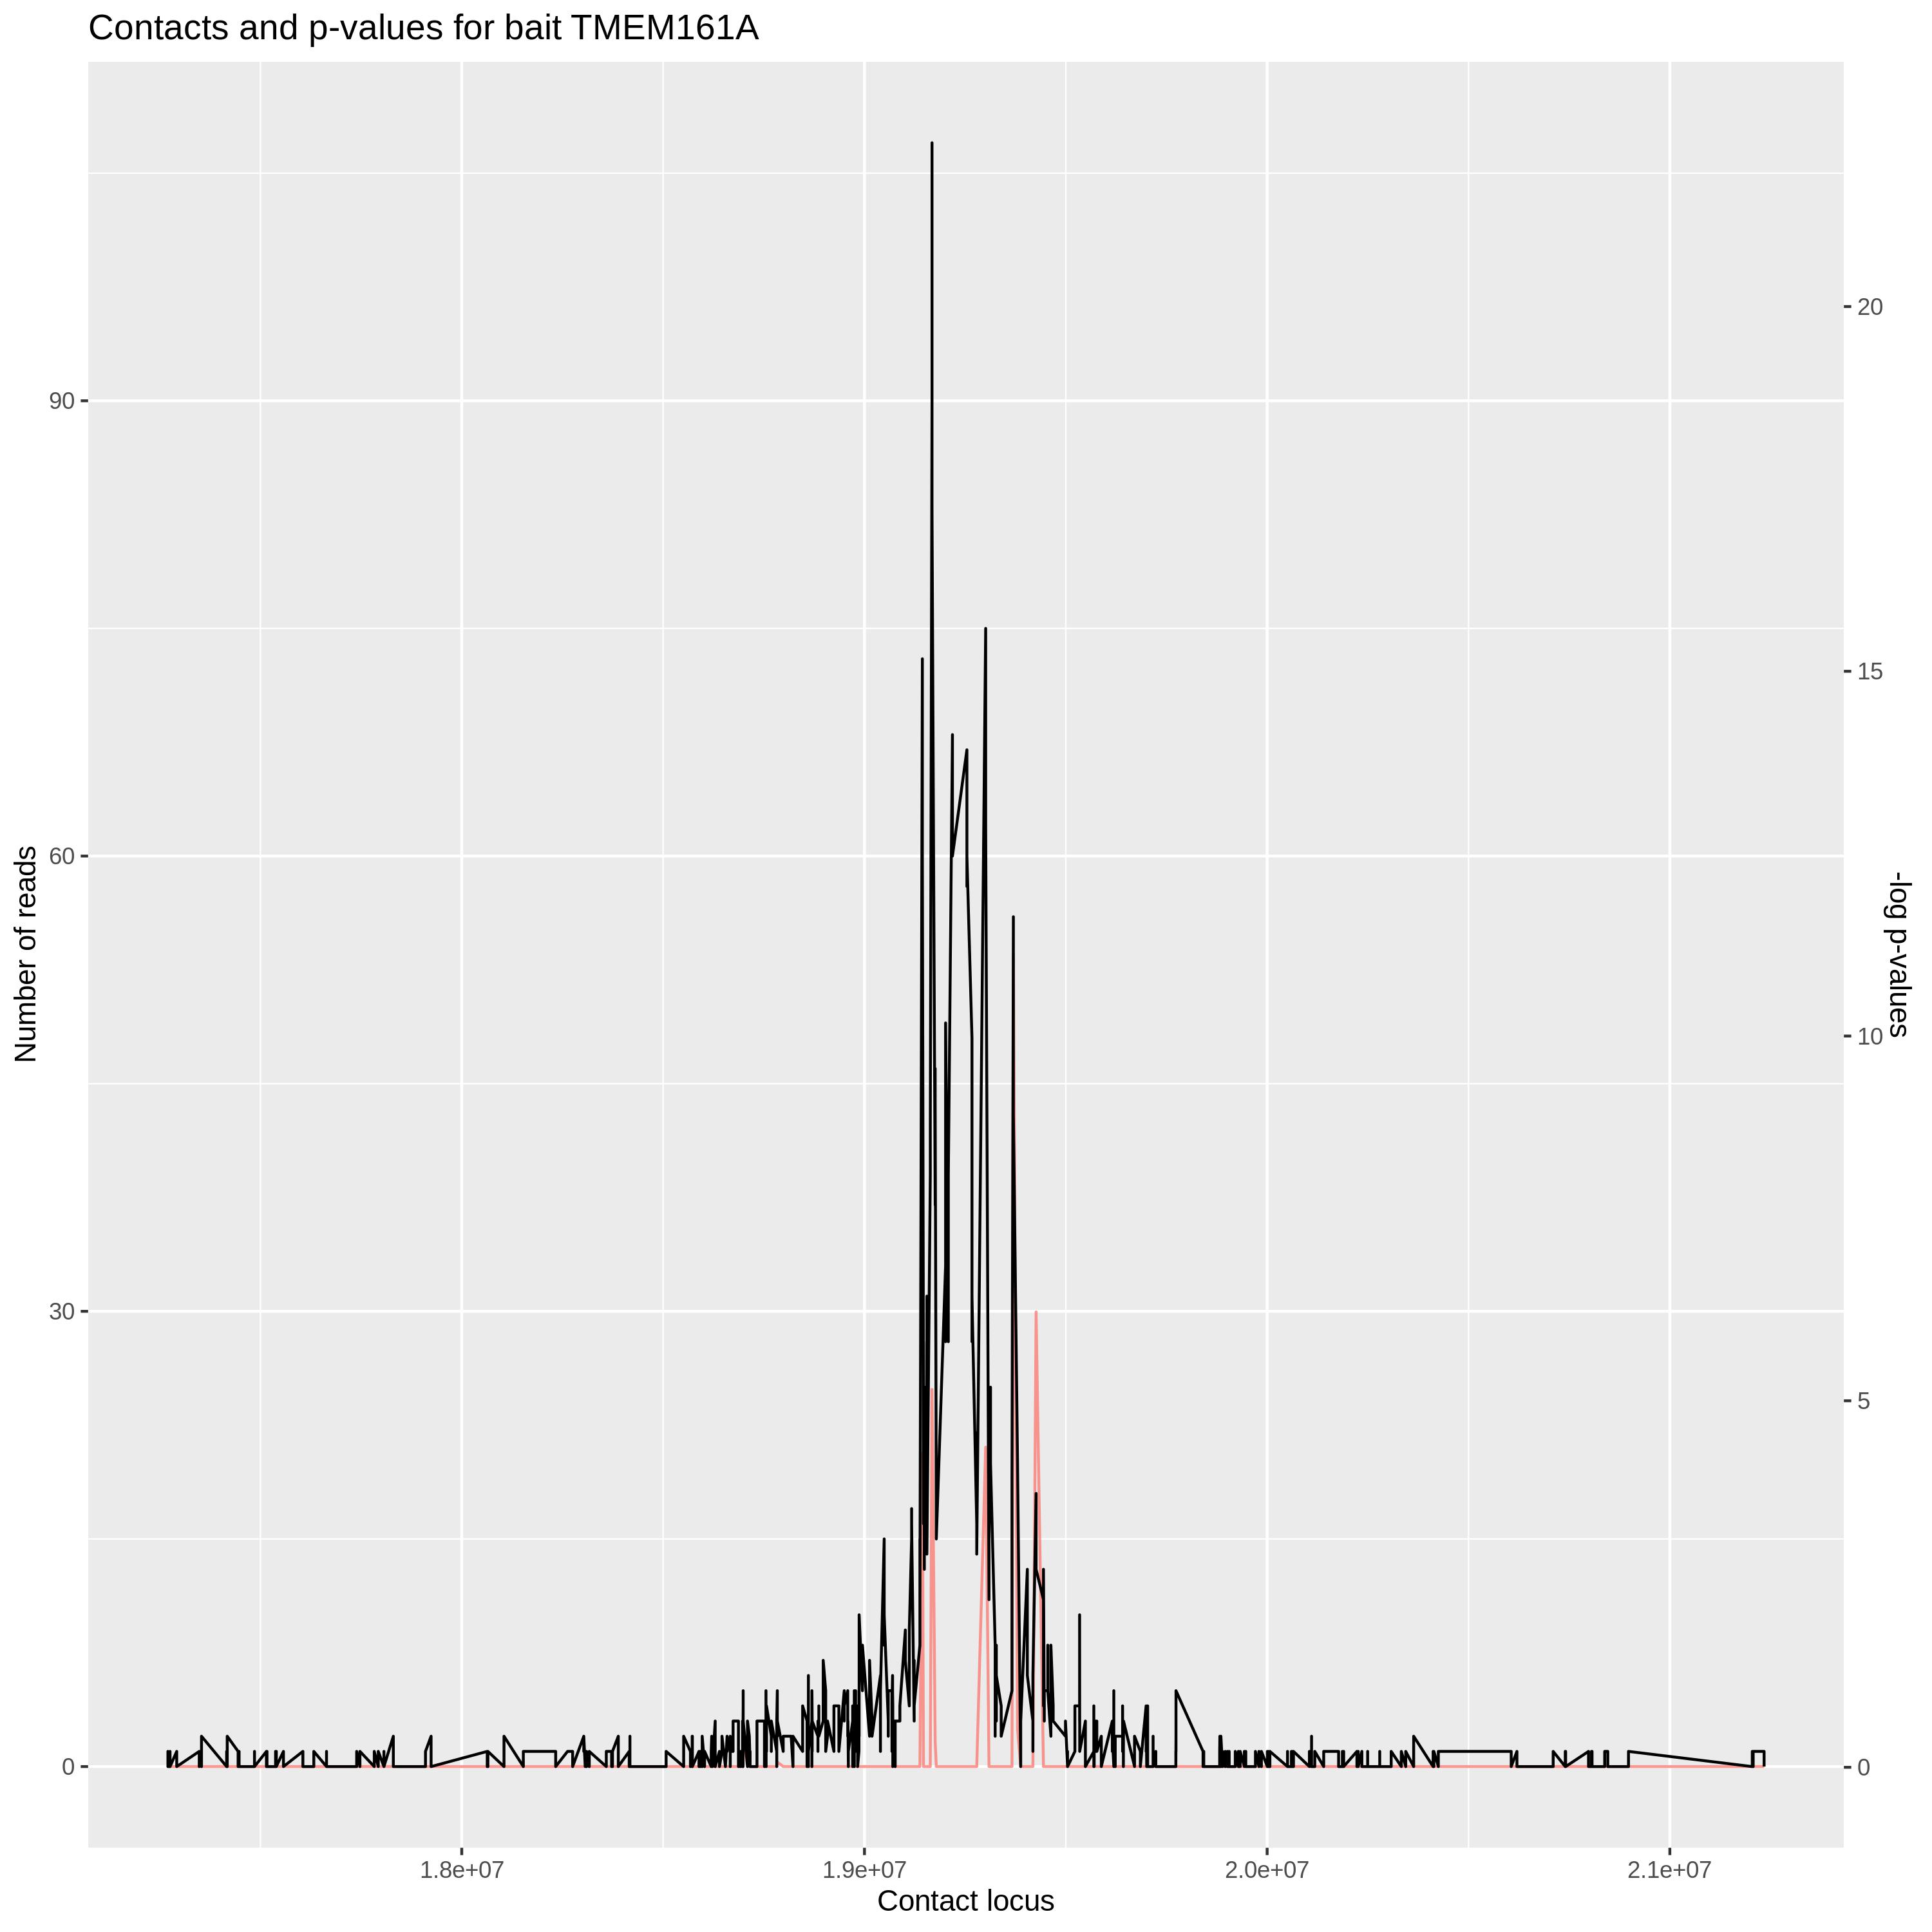 Contacts and p-values for bait TMEM161A
90
60
30
0
20
15
10
5
0
Number of reads
-log p-values
1.8e+07
1.9e+07
2.0e+07
2.1e+07
Contact locus